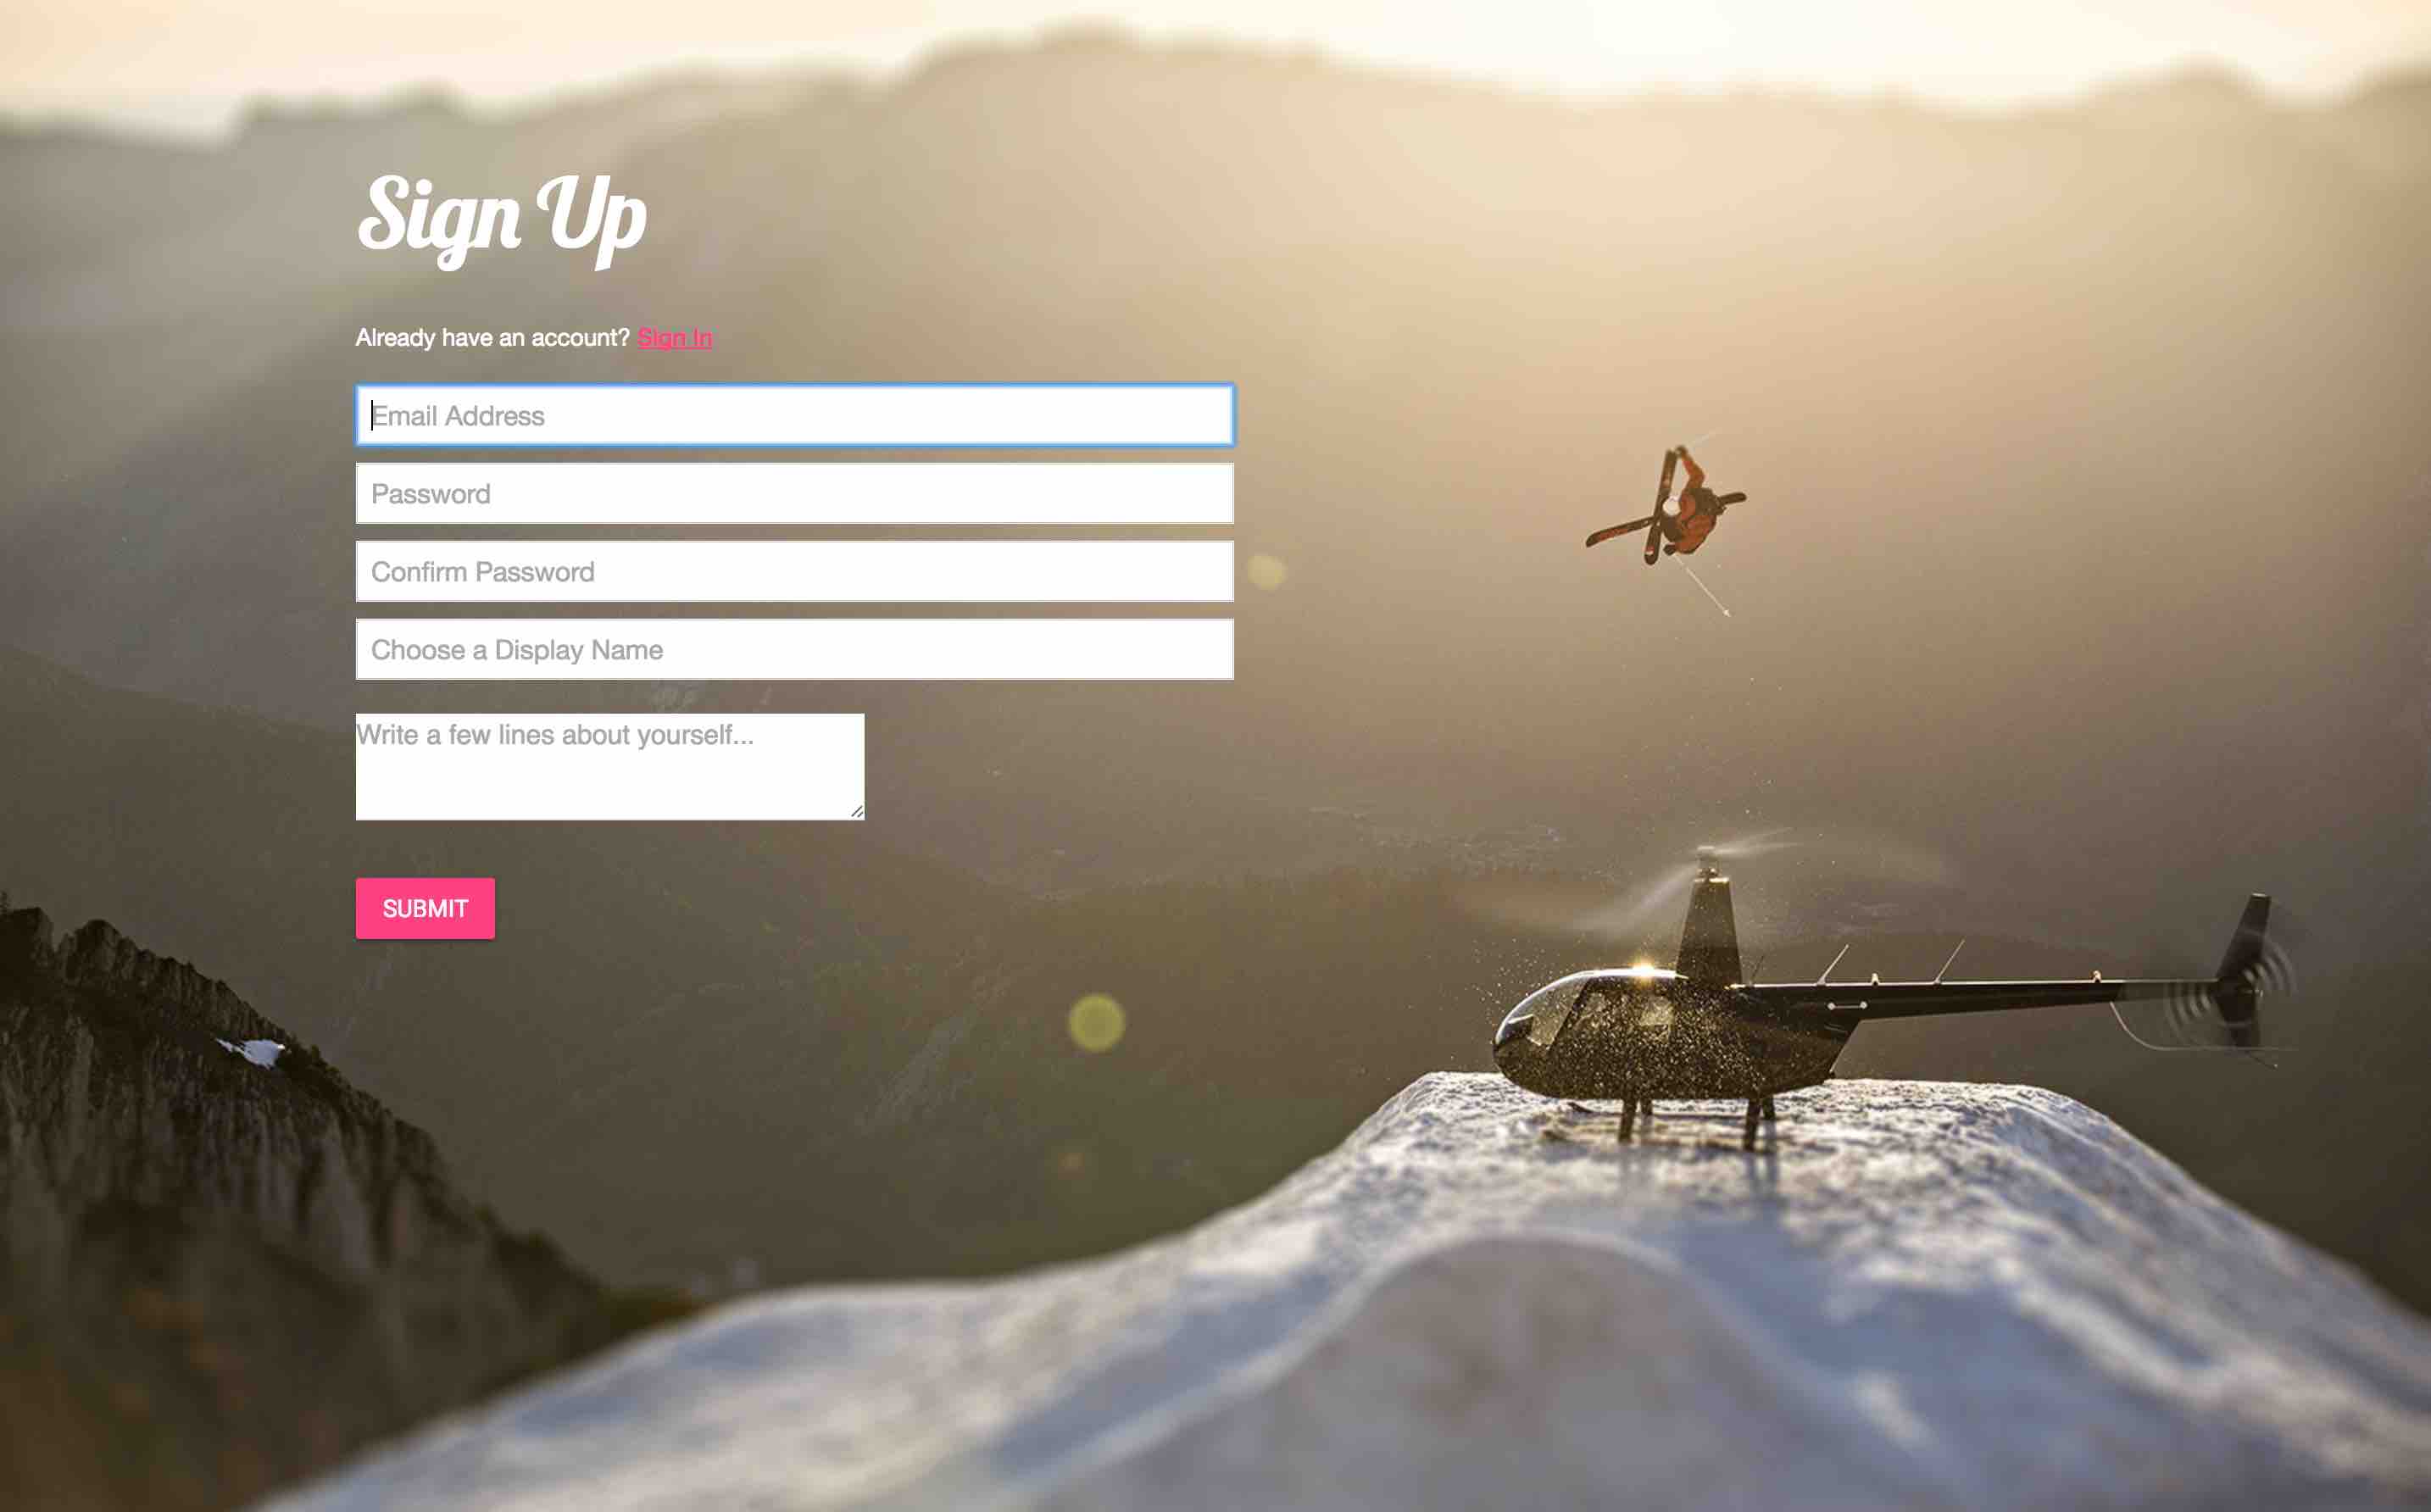 Sign Up
Already have an account? Sign In
Email Address
Password
Confirm Password
Choose a Display Name
Write a few lines about yourself...
SUBMIT